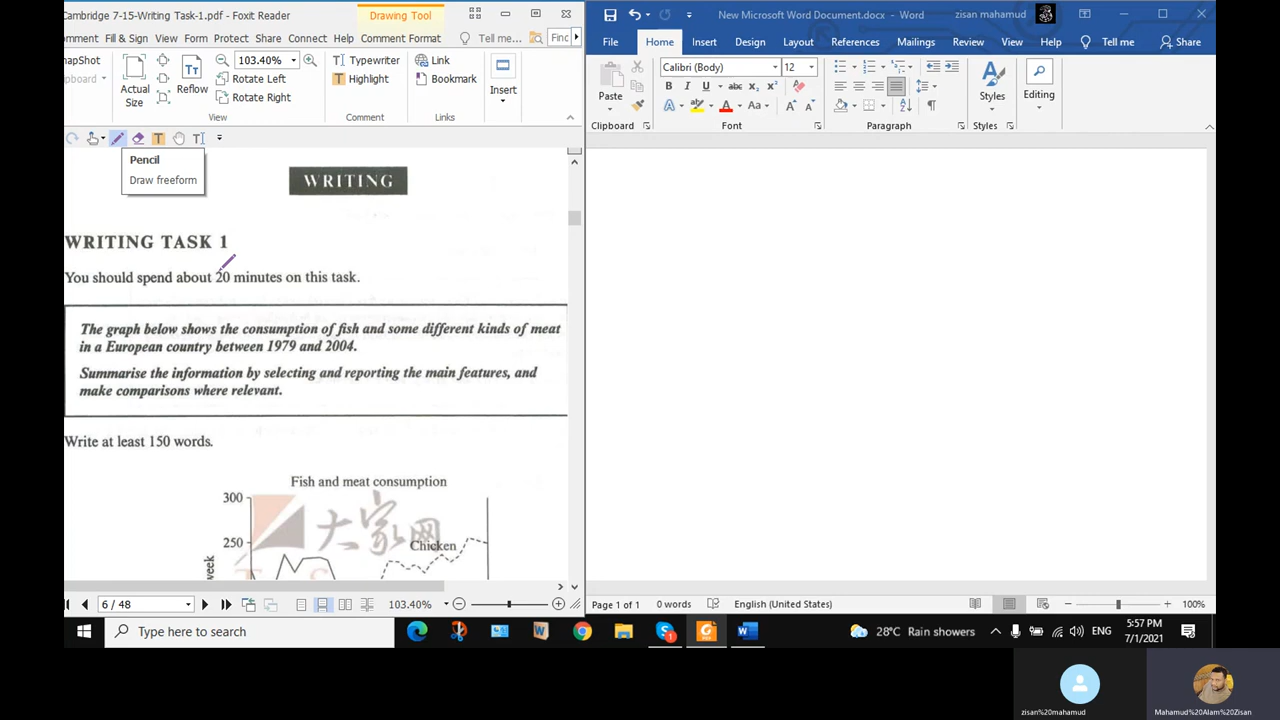 Cambridge 7-15-Writing Task-1.pdf - Foxit Reader
Drawing Tool
New Microsoft Word Document.docx - Word
zisan mahamud
Fill & Sign View Form Protect Share Connect Help Comment Format Tell me...
File Home Insert Design Layout References Mailings Review View Help Tell me Share
103.40%
Actual Size
Reflow
Rotate Left
Rotate Right
View
Typewriter
Highlight
Comment
Link
Bookmark
Links
Insert
Paste
Clipboard
Calibri (Body) 12
B I U abc x₂ x²
A A Aa A A
Font
Paragraph
Styles
Styles
Editing
Pencil
Draw freeform
WRITING
WRITING TASK 1
You should spend about 20 minutes on this task.
The graph below shows the consumption of fish and some different kinds of meat
in a European country between 1979 and 2004.
Summarise the information by selecting and reporting the main features, and
make comparisons where relevant.
Write at least 150 words.
Fish and meat consumption
300
大家网
250
Chicken
week
6 / 48
103.40%
Page 1 of 1 0 words English (United States)
100%
Type here to search
28°C Rain showers
ENG
5:57 PM
7/1/2021
zisan%20mahamud
Mahamud%20Alam%20Zisan